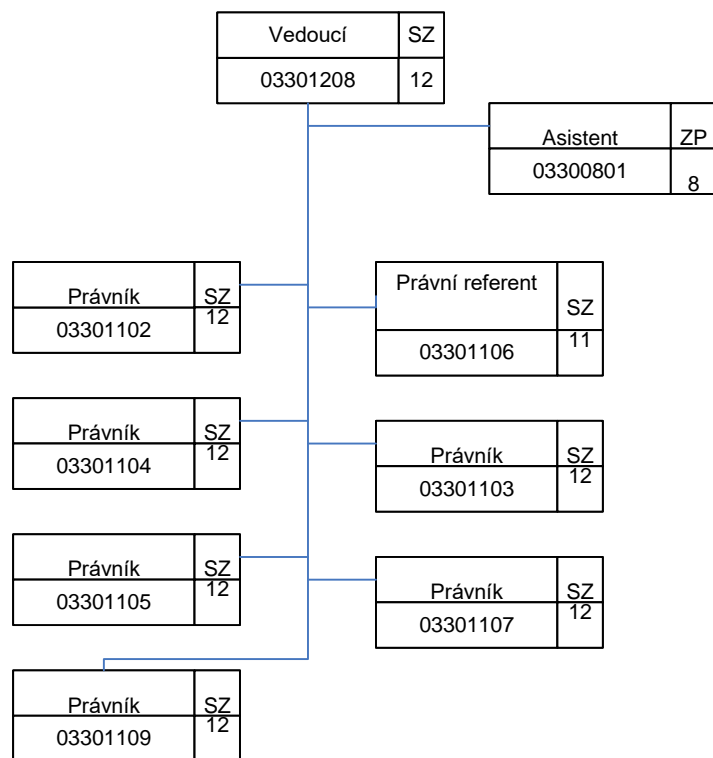 Vedoucí SZ
03301208 12
Asistent ZP
03300801 8
Právník SZ
03301102 12
Právní referent SZ
03301106 11
Právník SZ
03301104 12
Právník SZ
03301103 12
Právník SZ
03301105 12
Právník SZ
03301107 12
Právník SZ
03301109 12